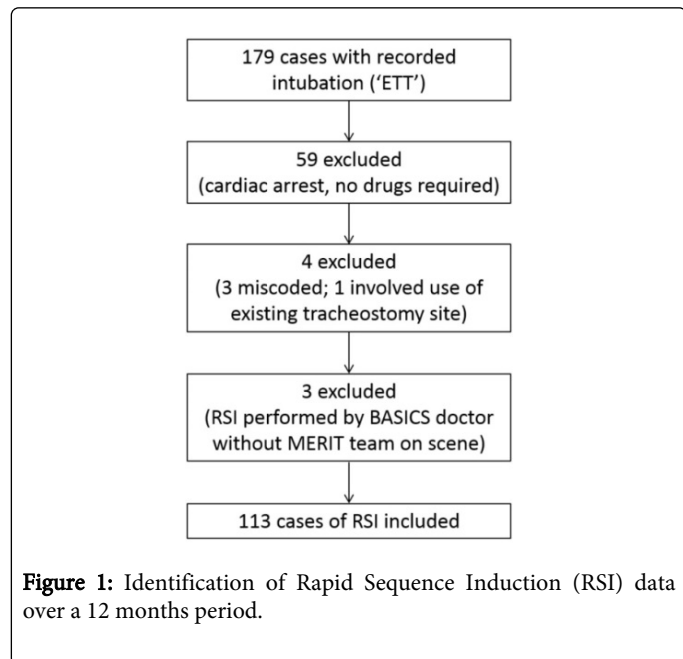 179 cases with recorded
intubation (‘ETT’)
59 excluded
(cardiac arrest, no drugs required)
4 excluded
(3 miscoded; 1 involved use of
existing tracheostomy site)
3 excluded
(RSI performed by BASICS doctor
without MERIT team on scene)
113 cases of RSI included
Figure 1: Identification of Rapid Sequence Induction (RSI) data
over a 12 months period.